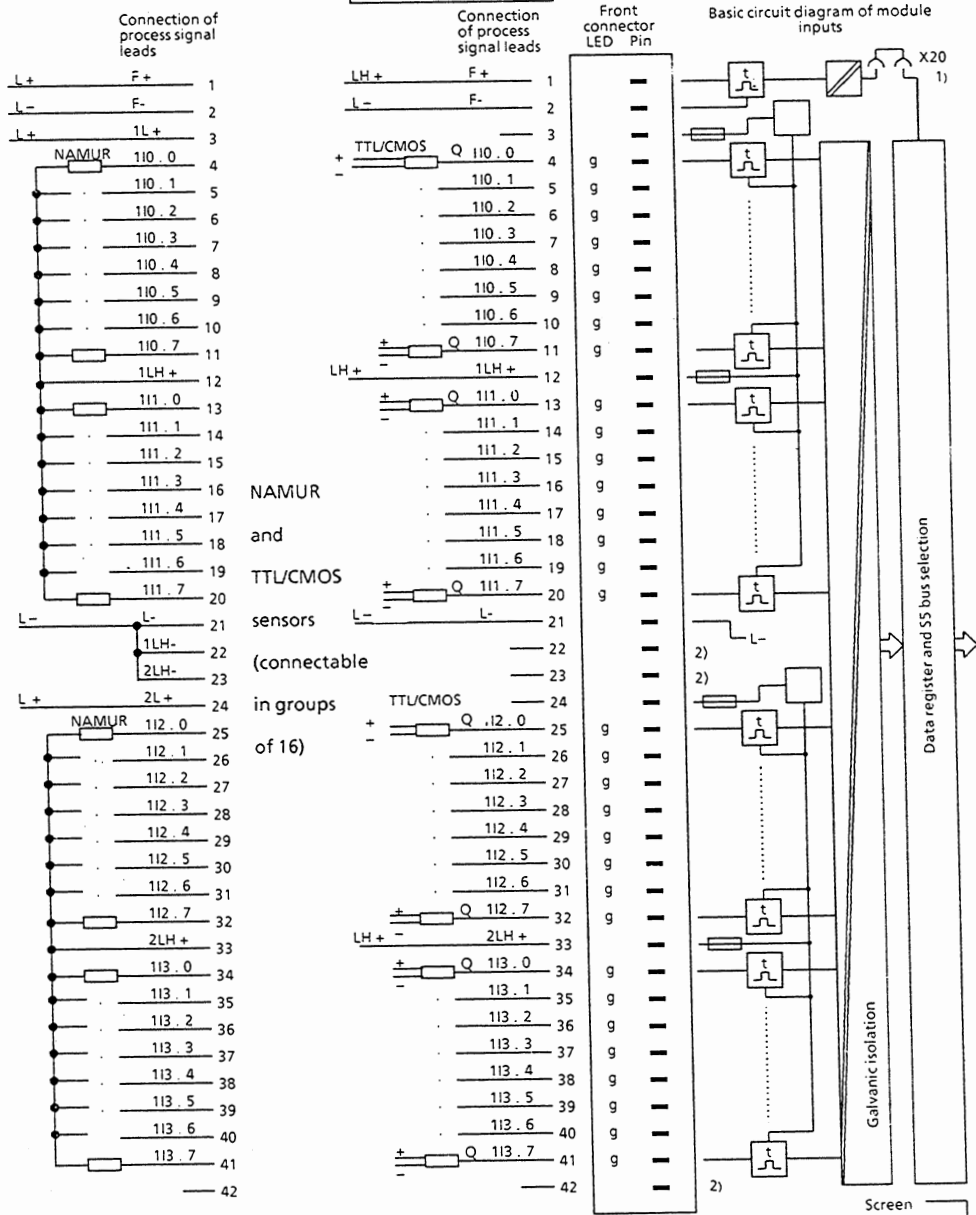 Connection of
process signal
leads
L+ F+ 1
L- F- 2
L+ 1L+ 3
NAMUR 1I0.0 4
1I0.1 5
1I0.2 6
1I0.3 7
1I0.4 8
1I0.5 9
1I0.6 10
1I0.7 11
1LH+ 12
1I1.0 13
1I1.1 14
1I1.2 15
1I1.3 16
1I1.4 17
1I1.5 18
1I1.6 19
1I1.7 20
L- L- 21
1LH- 22
2LH- 23
L+ 2L+ 24
NAMUR 1I2.0 25
1I2.1 26
1I2.2 27
1I2.3 28
1I2.4 29
1I2.5 30
1I2.6 31
1I2.7 32
2LH+ 33
1I3.0 34
1I3.1 35
1I3.2 36
1I3.3 37
1I3.4 38
1I3.5 39
1I3.6 40
1I3.7 41
42
NAMUR
and
TTL/CMOS
sensors
(connectable
in groups
of 16)
Connection
of process
signal leads
Front
connector
LED Pin
LH+ F+ 1
L- F- 2
3
TTL/CMOS
+ - Q 1I0.0 4 g
1I0.1 5 g
1I0.2 6 g
1I0.3 7 g
1I0.4 8 g
1I0.5 9 g
1I0.6 10 g
+ - Q 1I0.7 11 g
LH+ 1LH+ 12
+ - Q 1I1.0 13 g
1I1.1 14 g
1I1.2 15 g
1I1.3 16 g
1I1.4 17 g
1I1.5 18 g
1I1.6 19 g
+ - Q 1I1.7 20 g
L- L- 21
22
23
24
TTL/CMOS
+ - Q 1I2.0 25 g
1I2.1 26 g
1I2.2 27 g
1I2.3 28 g
1I2.4 29 g
1I2.5 30 g
1I2.6 31 g
+ - Q 1I2.7 32 g
LH+ 2LH+ 33
+ - Q 1I3.0 34 g
1I3.1 35 g
1I3.2 36 g
1I3.3 37 g
1I3.4 38 g
1I3.5 39 g
1I3.6 40 g
+ - Q 1I3.7 41 g
42
Basic circuit diagram of module
inputs
X20
1)
t
t
t
t
t
L-
2)
2)
t
t
t
t
2)
Galvanic isolation
Data register and S5 bus selection
Screen